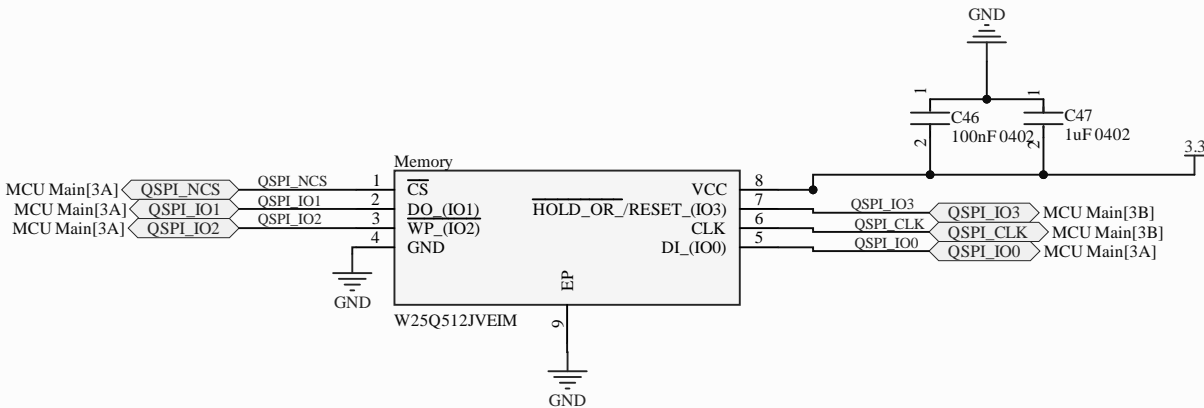 GND
1
C46
100nF 0402
2
1
C47
1uF 0402
2
3.3
Memory
MCU Main[3A] QSPI_NCS QSPI_NCS 1 CS VCC 8
MCU Main[3A] QSPI_IO1 QSPI_IO1 2 DO_(IO1) HOLD_OR_/RESET_(IO3) 7 QSPI_IO3 QSPI_IO3 MCU Main[3B]
MCU Main[3A] QSPI_IO2 QSPI_IO2 3 WP_(IO2) CLK 6 QSPI_CLK QSPI_CLK MCU Main[3B]
4 GND DI_(IO0) 5 QSPI_IO0 QSPI_IO0 MCU Main[3A]
GND
EP
W25Q512JVEIM
9
GND